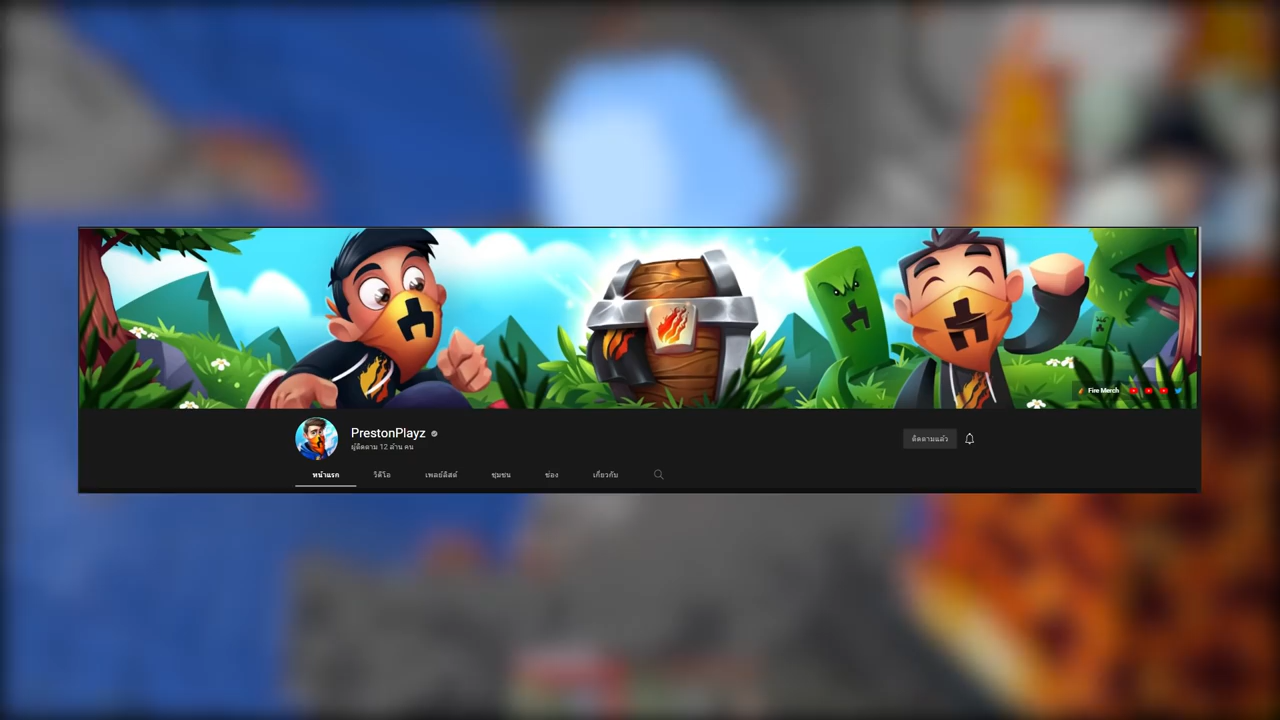 Fire Merch
PrestonPlayz
ผู้ติดตาม 12 ล้าน คน
ติดตามแล้ว
หน้าแรก วิดีโอ เพลย์ลิสต์ ชุมชน ช่อง เกี่ยวกับ